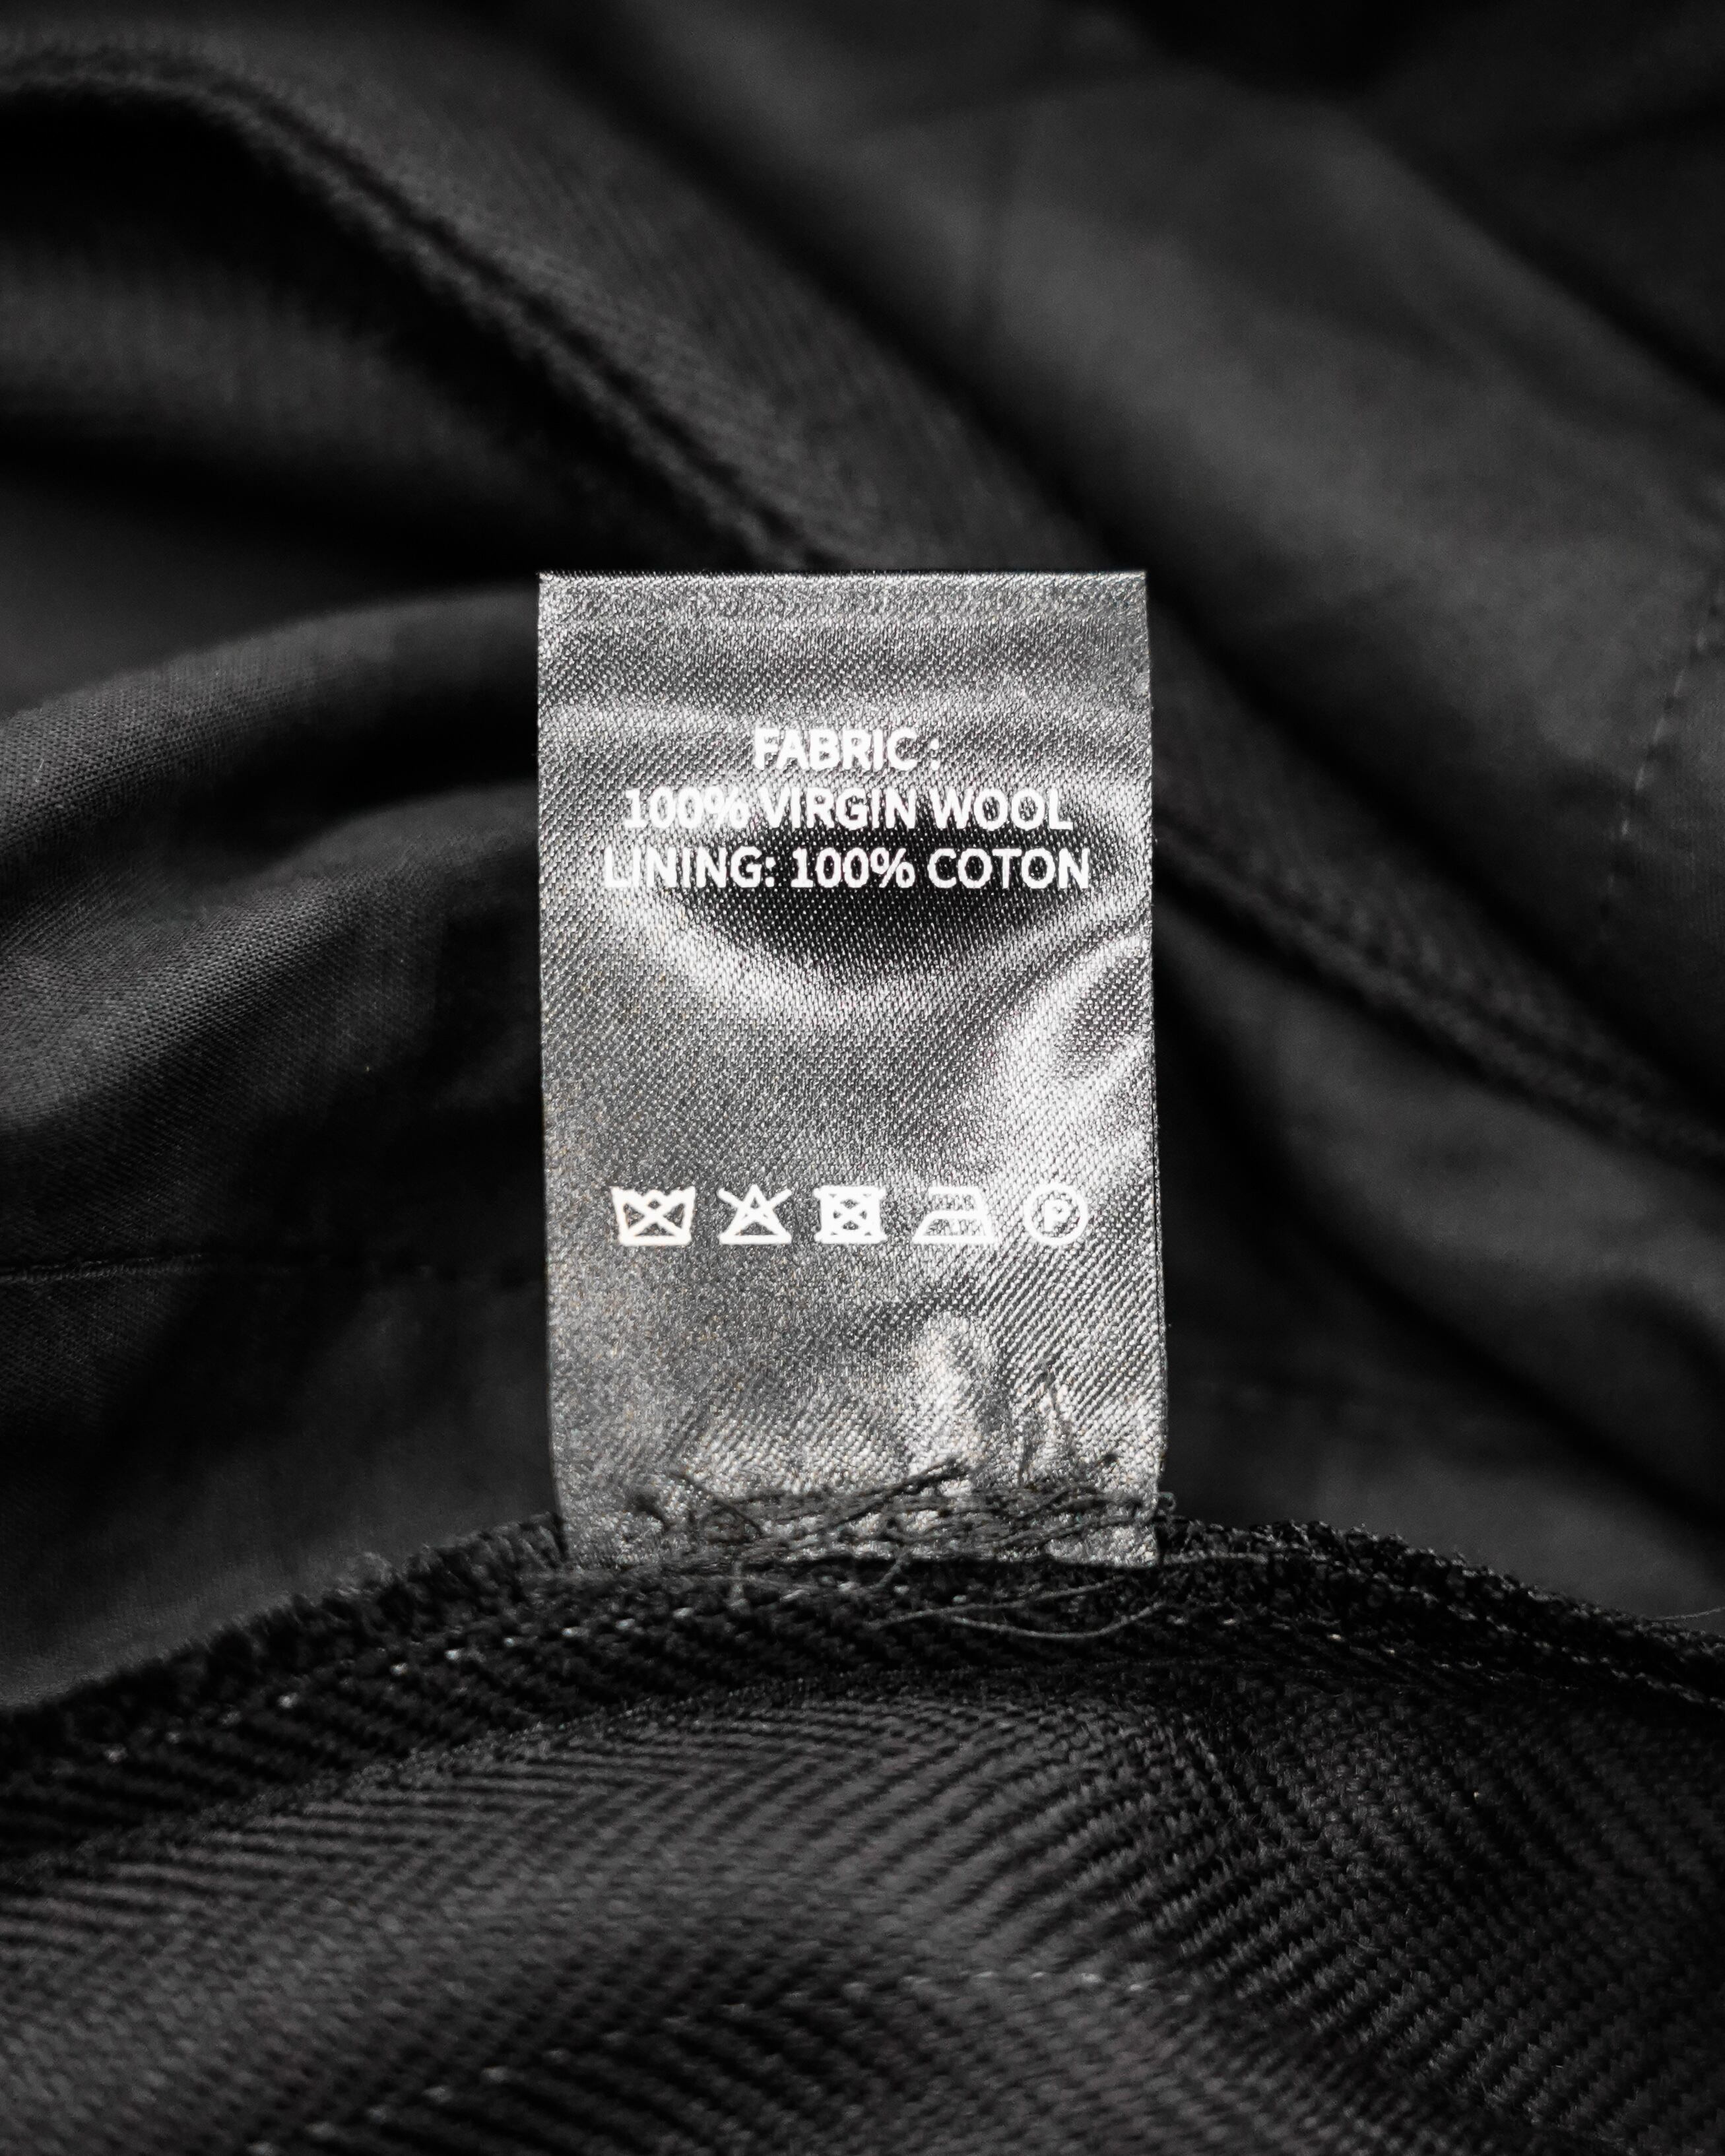 FABRIC :
100% VIRGIN WOOL
LINING: 100% COTON
P